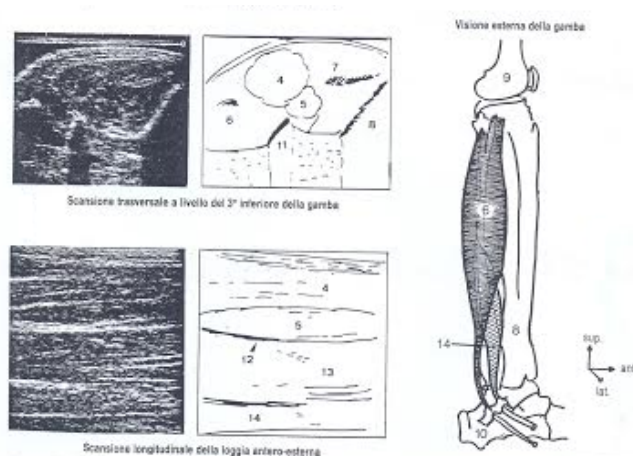 Visione esterna della gamba
4
7
5
6
8
11
Scansione trasversale a livello del 3º inferiore della gamba
4
5
12
13
14
Scansione longitudinale della loggia antero-esterna
9
6
8
14
10
sup.
ant
lat.